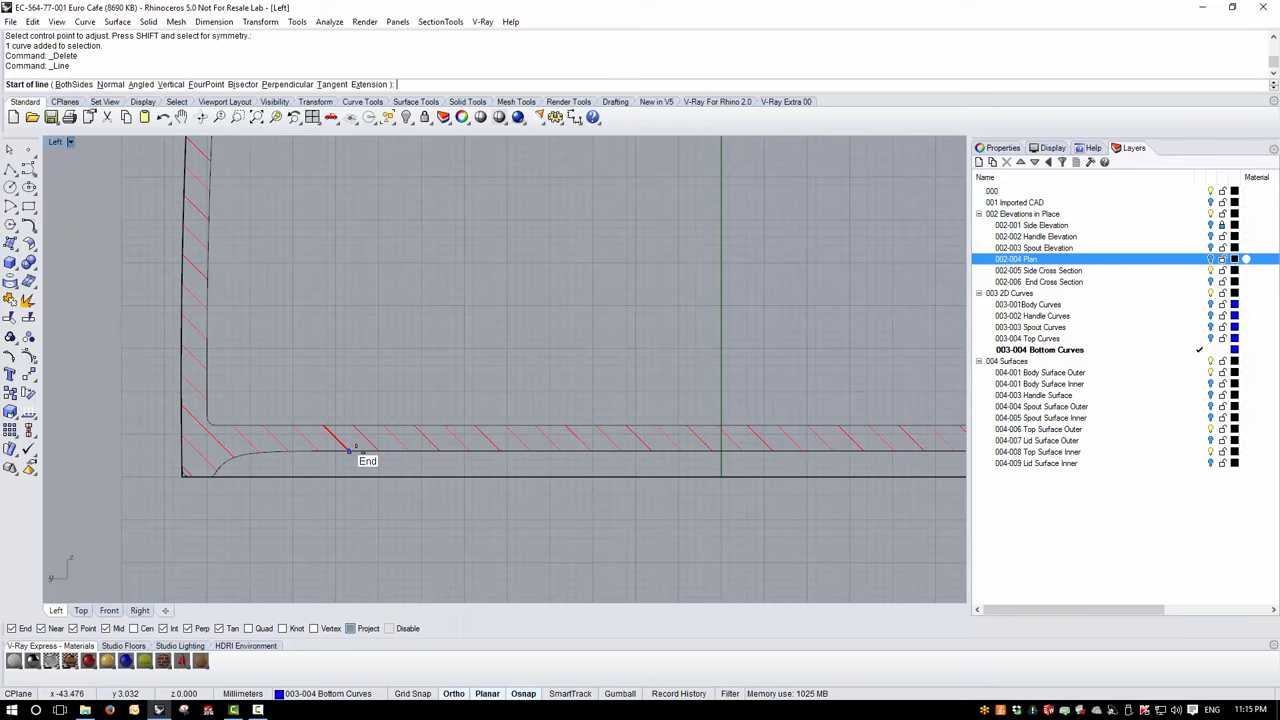 EC-564-77-001 Euro Cafe (8690 KB) - Rhinoceros 5.0 Not For Resale Lab - [Left]
File Edit View Curve Surface Solid Mesh Dimension Transform Tools Analyze Render Panels SectionTools V-Ray Help
Select control point to adjust. Press SHIFT and select for symmetry.:
1 curve added to selection.
Command: _Delete
Command: _Line
Start of line ( BothSides Normal Angled Vertical FourPoint Bisector Perpendicular Tangent Extension ):
Standard CPlanes Set View Display Select Viewport Layout Visibility Transform Curve Tools Surface Tools Solid Tools Mesh Tools Render Tools Drafting New in V5 V-Ray For Rhino 2.0 V-Ray Extra 00
Left
Properties Display Help Layers
Name Material
000
001 Imported CAD
002 Elevations in Place
002-001 Side Elevation
002-002 Handle Elevation
002-003 Spout Elevation
002-004 Plan
002-005 Side Cross Section
002-006 End Cross Section
003 2D Curves
003-001Body Curves
003-002 Handle Curves
003-003 Spout Curves
003-004 Top Curves
003-004 Bottom Curves
004 Surfaces
004-001 Body Surface Outer
004-001 Body Surface Inner
004-003 Handle Surface
004-004 Spout Surface Outer
004-005 Spout Surface Inner
004-006 Top Surface Outer
004-007 Lid Surface Outer
004-008 Top Surface Inner
004-009 Lid Surface Inner
End
z
y
Left Top Front Right
End Near Point Mid Cen Int Perp Tan Quad Knot Vertex Project Disable
V-Ray Express - Materials Studio Floors Studio Lighting HDRI Environment
CPlane x -43.476 y 3.032 z 0.000 Millimeters 003-004 Bottom Curves Grid Snap Ortho Planar Osnap SmartTrack Gumball Record History Filter Memory use: 1025 MB
ENG 11:15 PM